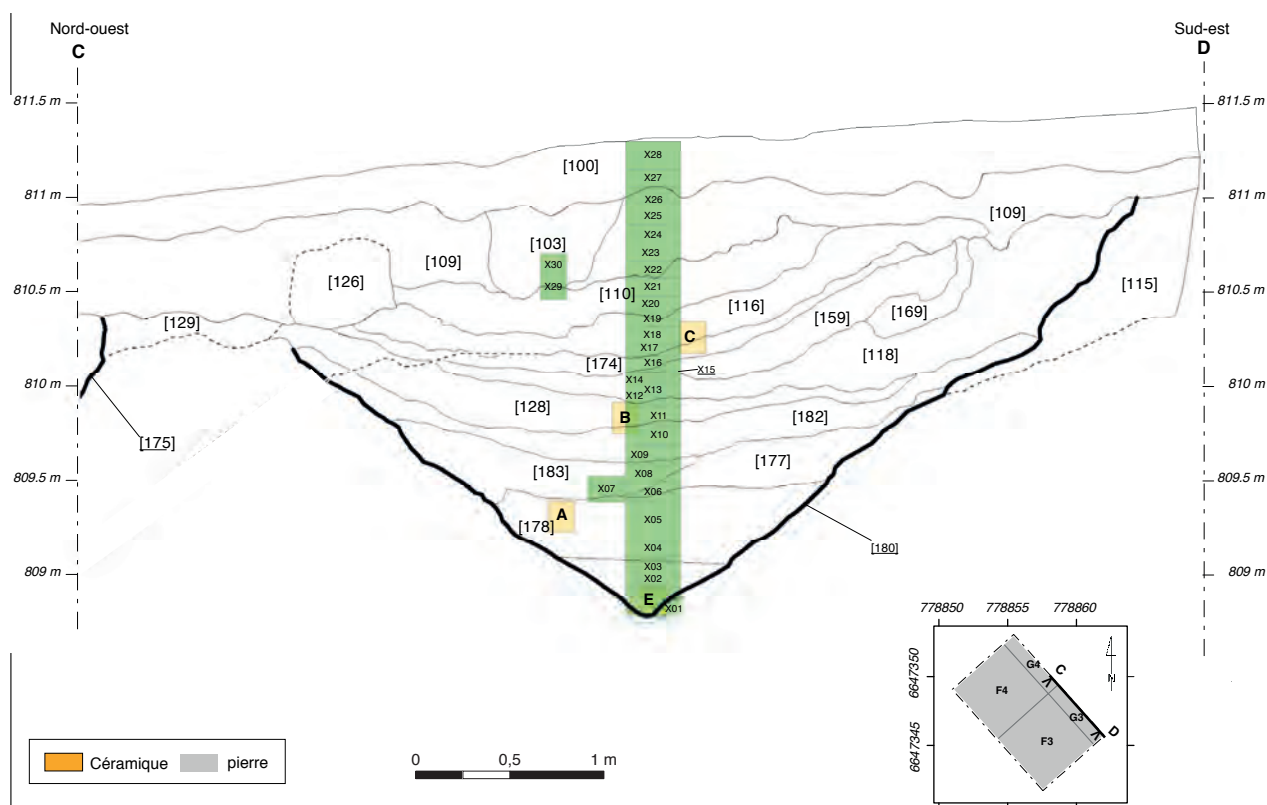 Nord-ouest
C
Sud-est
D
811.5 m
811.5 m
[100]
X28
X27
811 m
811 m
X26
X25
[109]
[103]
X24
[109]
X23
X30
X22
[126]
[115]
810.5 m
X29
[110]
X21
810.5 m
X20
[116]
[129]
X19
[159]
[169]
X18
C
X17
[118]
[174]
X16
X15
810 m
X14
X13
810 m
X12
[128]
B
X11
[182]
X10
[175]
X09
[183]
X08
[177]
809.5 m
X07
X06
809.5 m
A
[178]
X05
X04
[180]
X03
809 m
X02
809 m
E
X01
778850 778855 778860
6647350
6647345
G4
C
F4
G3
F3
D
N
Céramique pierre
0 0,5 1 m